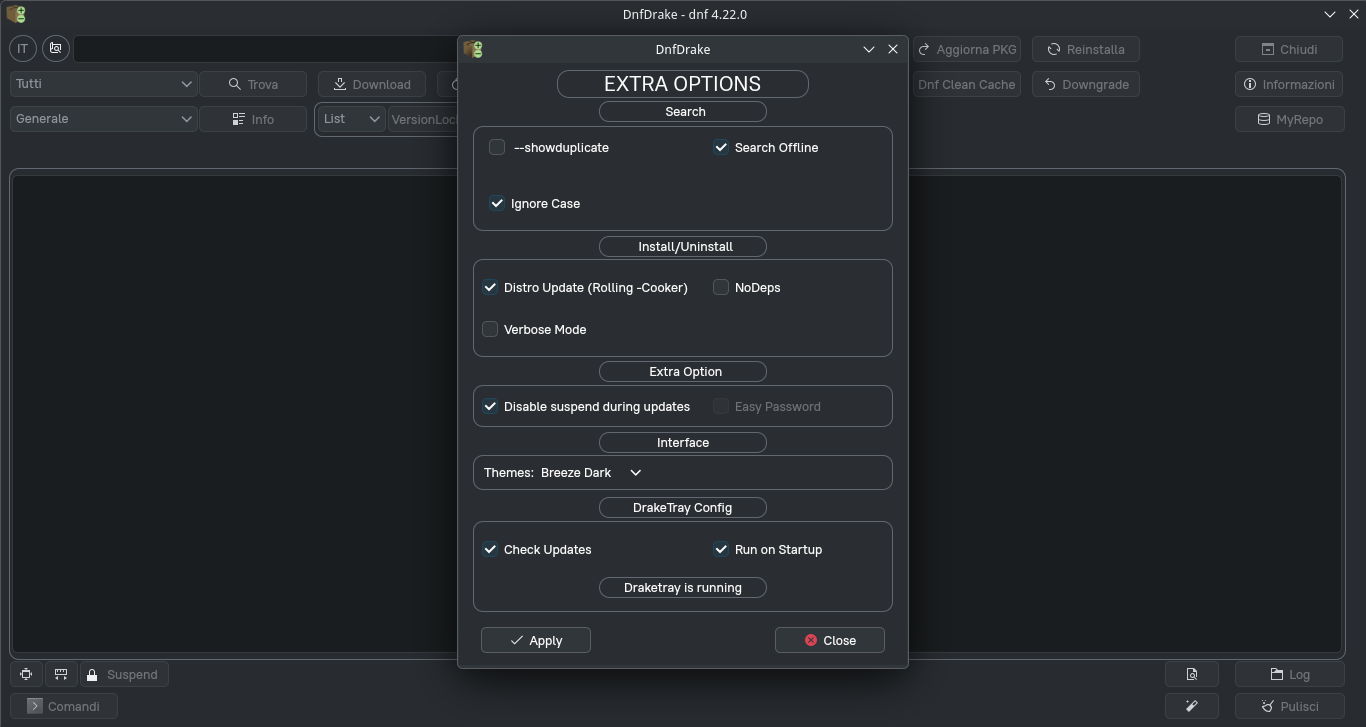 DnfDrake - dnf 4.22.0
IT
Aggiorna PKG
Reinstalla
Chiudi
Tutti
Trova
Download
Dnf Clean Cache
Downgrade
Informazioni
Generale
Info
List
VersionLoc
MyRepo
DnfDrake
EXTRA OPTIONS
Search
--showduplicate
Search Offline
Ignore Case
Install/Uninstall
Distro Update (Rolling -Cooker)
NoDeps
Verbose Mode
Extra Option
Disable suspend during updates
Easy Password
Interface
Themes: Breeze Dark
DrakeTray Config
Check Updates
Run on Startup
Draketray is running
Apply
Close
Suspend
Log
Comandi
Pulisci